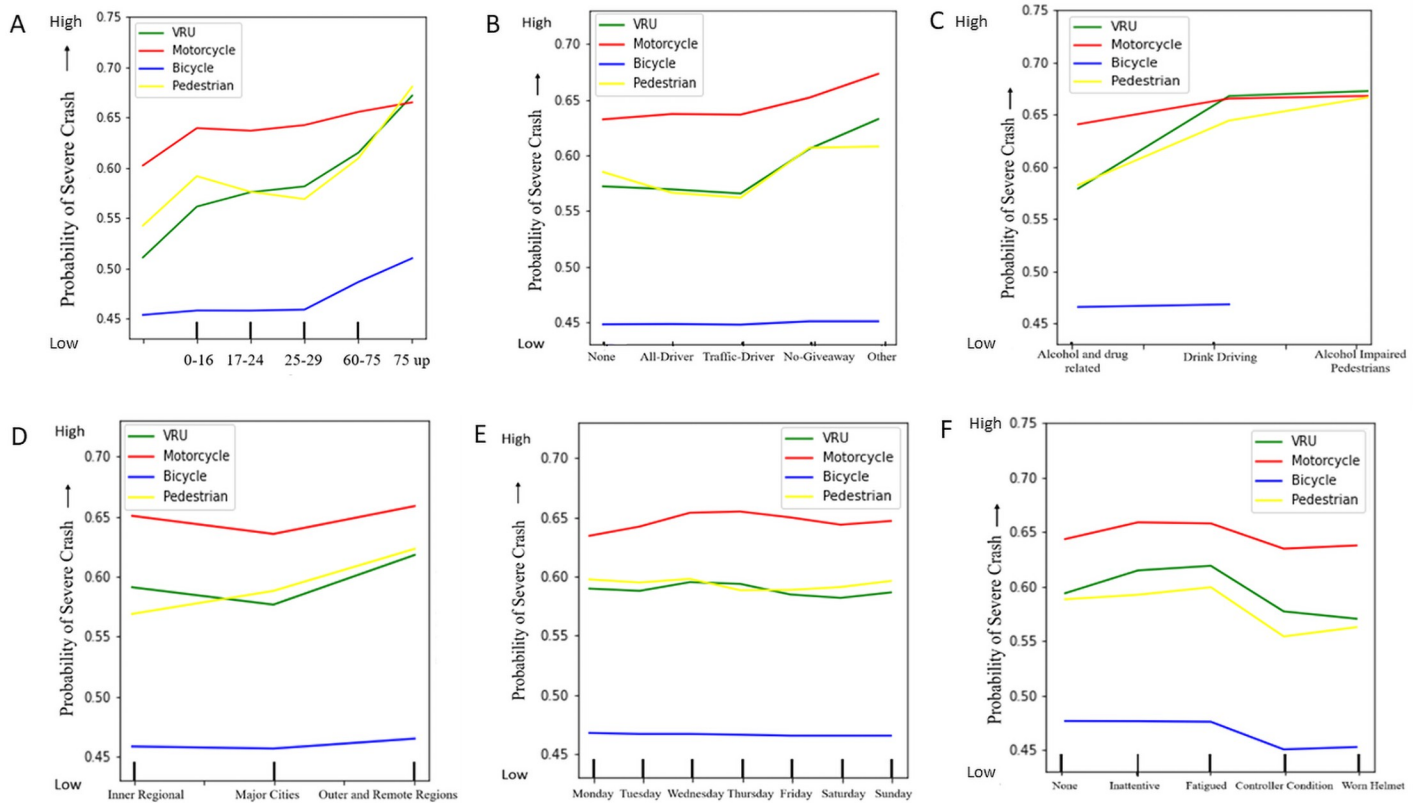 A
High
Low
Probability of Severe Crash
0.75
0.70
0.65
0.60
0.55
0.50
0.45
VRU
Motorcycle
Bicycle
Pedestrian
0-16 17-24 25-29 60-75 75 up
B
High
Low
Probability of Severe Crash
0.70
0.65
0.60
0.55
0.50
0.45
VRU
Motorcycle
Bicycle
Pedestrian
None All-Driver Traffic-Driver No-Giveaway Other
C
High
Low
Probability of Severe Crash
0.75
0.70
0.65
0.60
0.55
0.50
0.45
VRU
Motorcycle
Bicycle
Pedestrian
Alcohol and drug
related
Drink Driving
Alcohol Impaired
Pedestrians
D
High
Low
Probability of Severe Crash
0.70
0.65
0.60
0.55
0.50
0.45
VRU
Motorcycle
Bicycle
Pedestrian
Inner Regional Major Cities Outer and Remote Regions
E
High
Low
Probability of Severe Crash
0.70
0.65
0.60
0.55
0.50
0.45
VRU
Motorcycle
Bicycle
Pedestrian
Monday Tuesday Wednesday Thursday Friday Saturday Sunday
F
High
Low
Probability of Severe Crash
0.75
0.70
0.65
0.60
0.55
0.50
0.45
VRU
Motorcycle
Bicycle
Pedestrian
None Inattentive Fatigued Controller Condition Worn Helmet